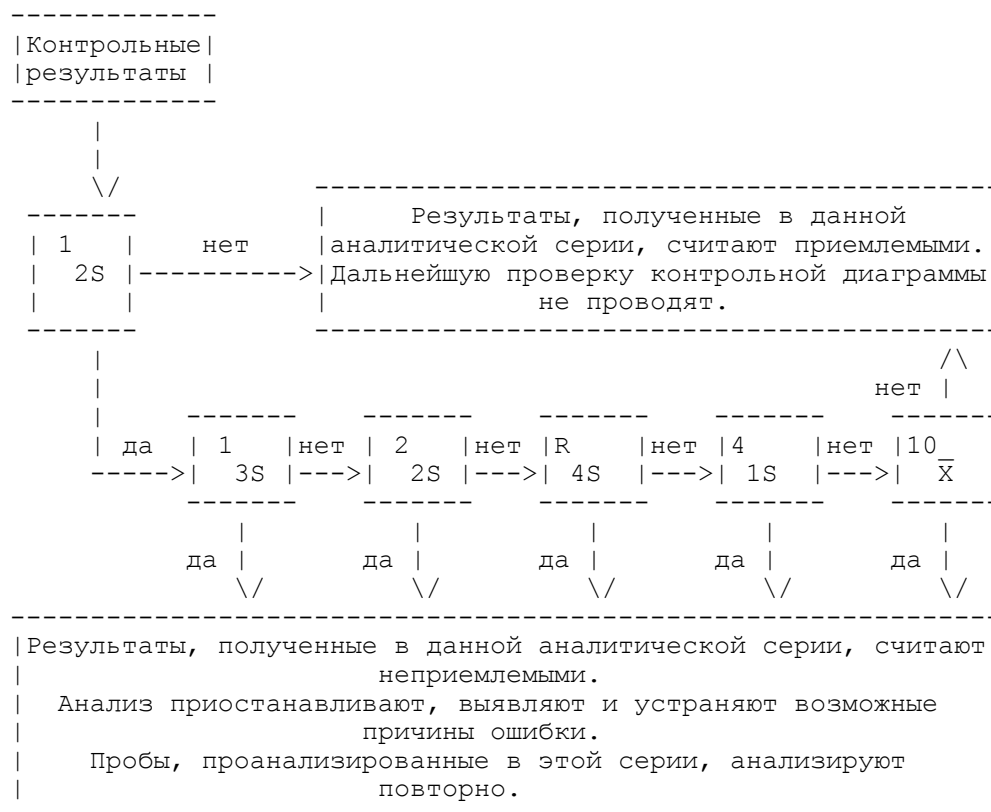 Контрольные
результаты
Результаты, полученные в данной
1 нет аналитической серии, считают приемлемыми.
2S Дальнейшую проверку контрольной диаграммы
не проводят.
нет
да 1 нет 2 нет R нет 4 нет 10_
3S 2S 4S 1S X
да да да да да
Результаты, полученные в данной аналитической серии, считают
неприемлемыми.
Анализ приостанавливают, выявляют и устраняют возможные
причины ошибки.
Пробы, проанализированные в этой серии, анализируют
повторно.